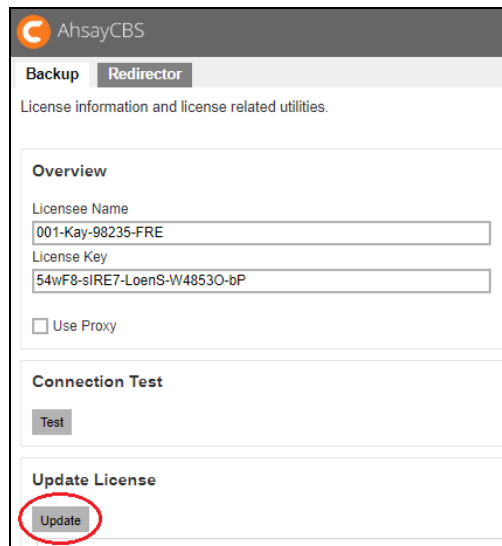 AhsayCBS
Backup Redirector
License information and license related utilities.
Overview
Licensee Name
001-Kay-98235-FRE
License Key
54wF8-sIRE7-LoenS-W4853O-bP
Use Proxy
Connection Test
Test
Update License
Update